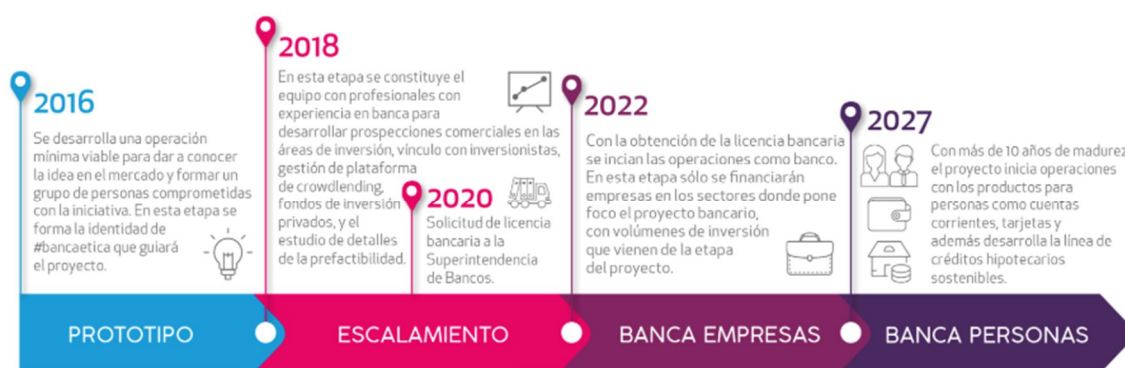 2016
Se desarrolla una operación
mínima viable para dar a conocer
la idea en el mercado y formar un
grupo de personas comprometidas
con la iniciativa. En esta etapa se
forma la identidad de
#bancaetica que guiará
el proyecto.
2018
En esta etapa se constituye el
equipo con profesionales con
experiencia en banca para
desarrollar prospecciones comerciales en las
áreas de inversión, vínculo con inversionistas,
gestión de plataforma
de crowdlending,
fondos de inversión
privados, y el
estudio de detalles
de la prefactibilidad.
2020
Solicitud de licencia
bancaria a la
Superintendencia
de Bancos.
2022
Con la obtención de la licencia bancaria
se incian las operaciones como banco.
En esta etapa sólo se financiarán
empresas en los sectores donde pone
foco el proyecto bancario,
con volúmenes de inversión
que vienen de la etapa
del proyecto.
2027
Con más de 10 años de madurez
el proyecto inicia operaciones
con los productos para
personas como cuentas
corrientes, tarjetas y
además desarrolla la línea de
créditos hipotecarios
sostenibles.
PROTOTIPO
ESCALAMIENTO
BANCA EMPRESAS
BANCA PERSONAS